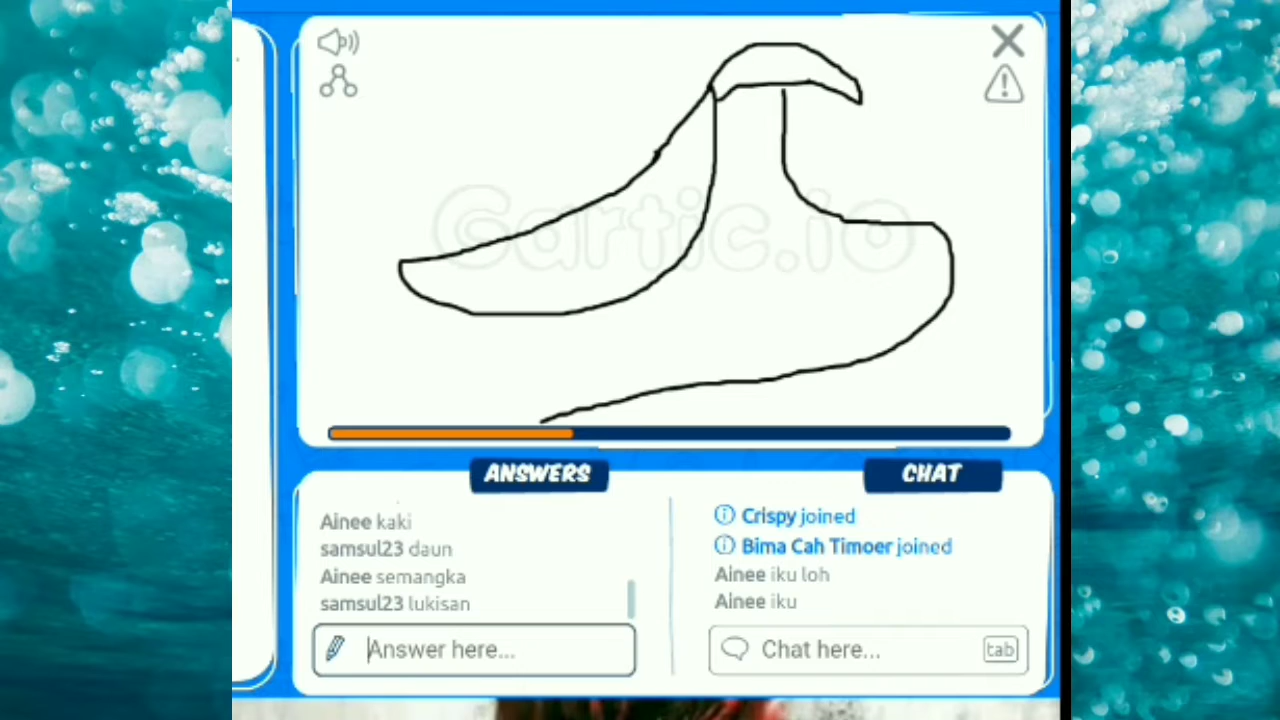 Gartic.io
ANSWERS
CHAT
Ainee kaki
samsul23 daun
Ainee semangka
samsul23 lukisan
Answer here...
Crispy joined
Bima Cah Timoer joined
Ainee iku loh
Ainee iku
Chat here...
tab